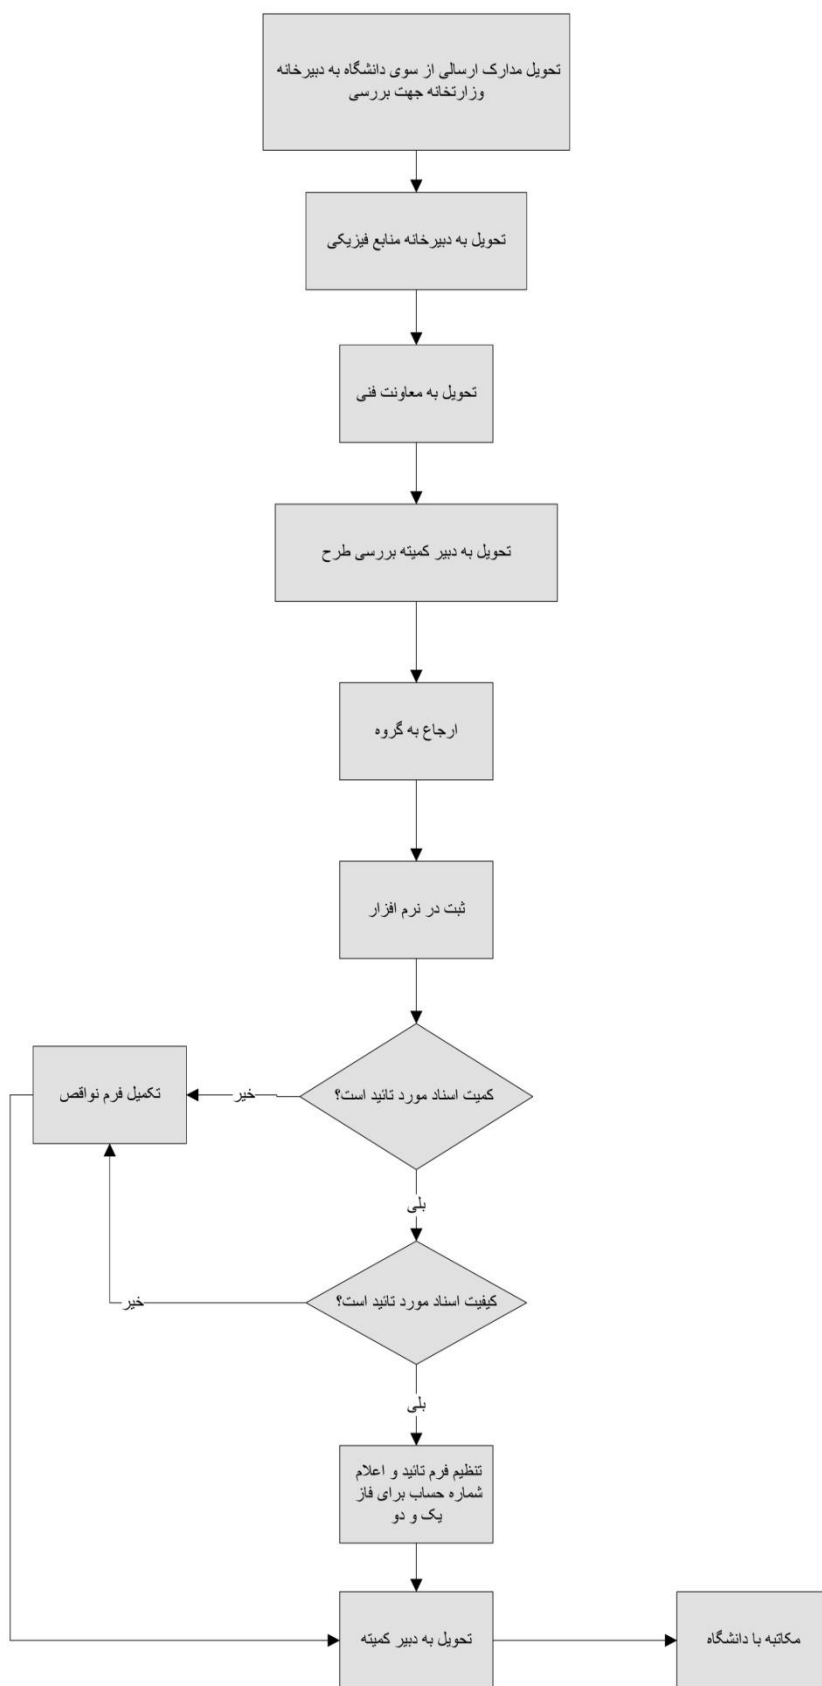 تحویل مدارک ارسالی از سوی دانشگاه به دبیرخانه
وزارتخانه جهت بررسی
تحویل به دبیرخانه منابع فیزیکی
تحویل به معاونت فنی
تحویل به دبیر کمیته بررسی طرح
ارجاع به گروه
ثبت در نرم افزار
کمیت اسناد مورد تائید است؟
خیر
تکمیل فرم نواقص
بلی
کیفیت اسناد مورد تائید است؟
خیر
بلی
تنظیم فرم تائید و اعلام
شماره حساب برای فاز
یک و دو
تحویل به دبیر کمیته
مکاتبه با دانشگاه